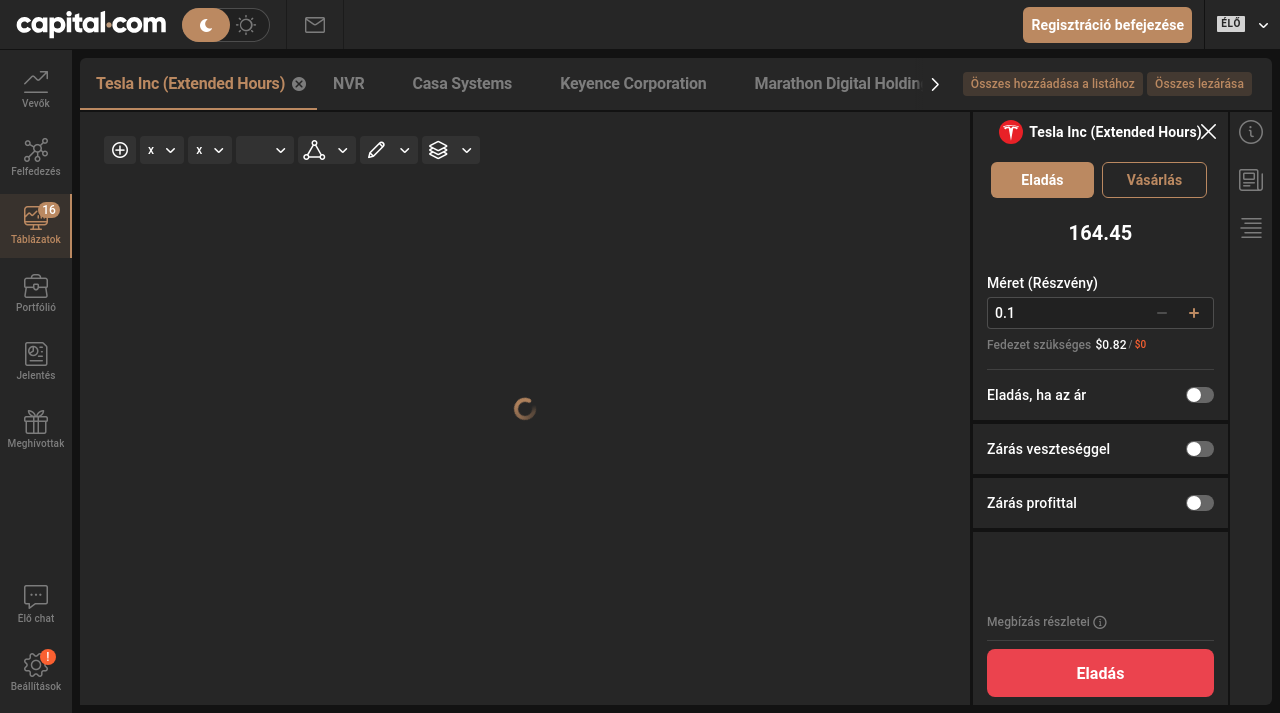 capital.com
Regisztráció befejezése
ÉLŐ
Vevők
Felfedezés
16
Táblázatok
Portfólió
Jelentés
Meghívottak
Élő chat
!
Beállítások
Tesla Inc (Extended Hours)
NVR
Casa Systems
Keyence Corporation
Marathon Digital Holdin
Összes hozzáadása a listához
Összes lezárása
x
x
Tesla Inc (Extended Hours)
Eladás
Vásárlás
164.45
Méret (Részvény)
0.1
Fedezet szükséges $0.82 / $0
Eladás, ha az ár
Zárás veszteséggel
Zárás profittal
Megbízás részletei
Eladás